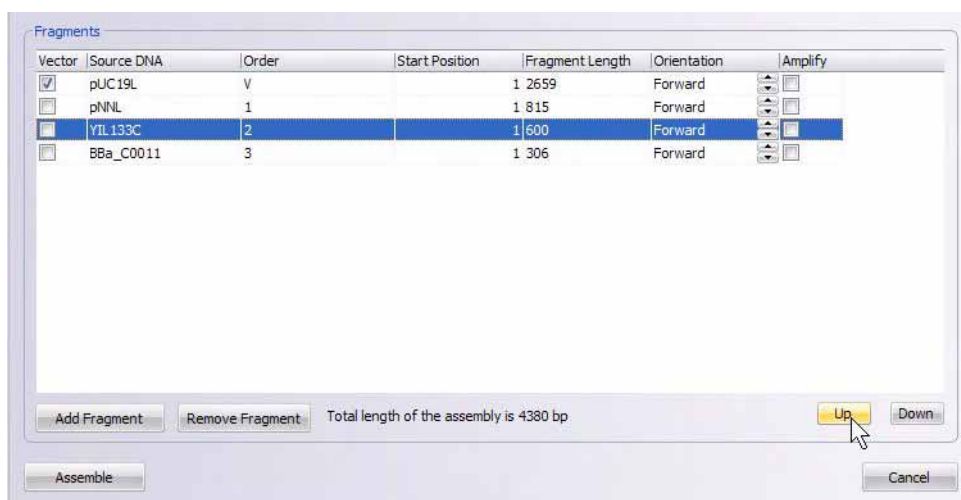 Fragments
Vector Source DNA Order Start Position Fragment Length Orientation Amplify
pUC19L V 1 2659 Forward
pNNL 1 1 815 Forward
YIL133C 2 1 600 Forward
BBa_C0011 3 1 306 Forward
Add Fragment Remove Fragment Total length of the assembly is 4380 bp Up Down
Assemble Cancel